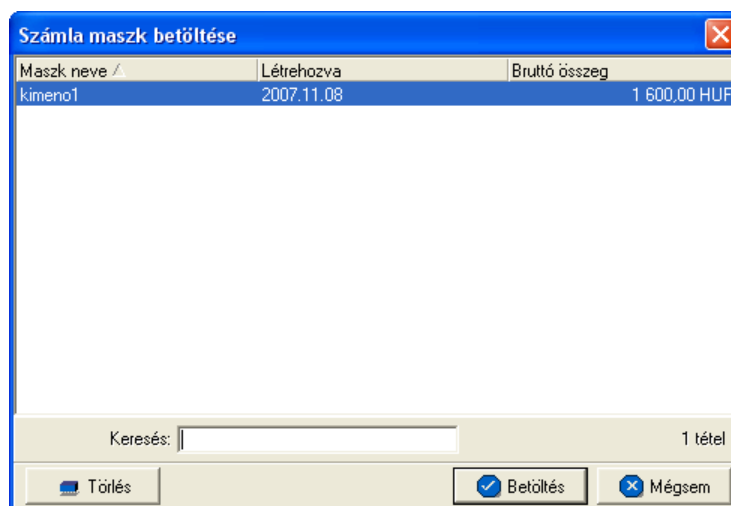 Számla maszk betöltése
Maszk neve Létrehozva Bruttó összeg
kimeno1 2007.11.08 1 600,00 HUF
Keresés: 1 tétel
Törlés Betöltés Mégsem